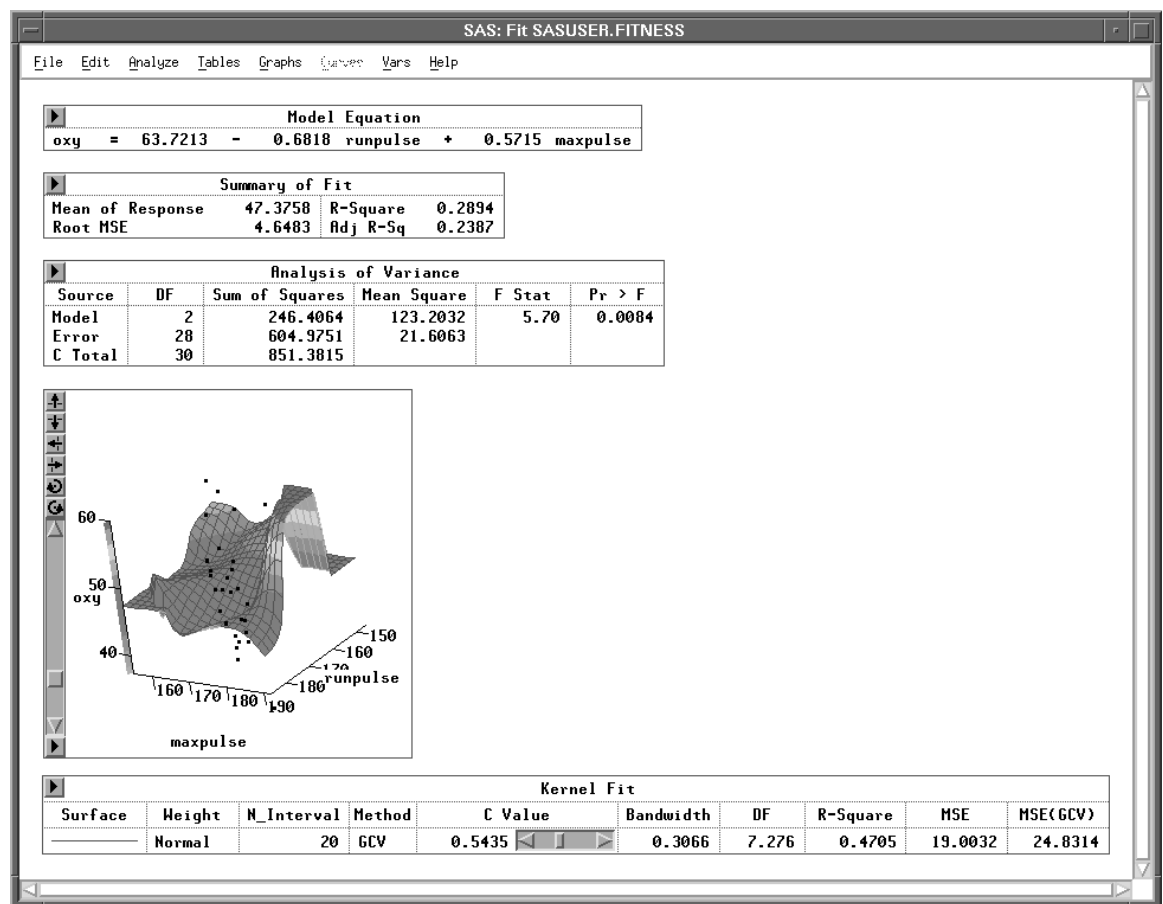 SAS: Fit SASUSER.FITNESS
File Edit Analyze Tables Graphs Curves Vars Help
Model Equation
oxy = 63.7213 - 0.6818 runpulse + 0.5715 maxpulse
Summary of Fit
Mean of Response 47.3758 R-Square 0.2894
Root MSE 4.6483 Adj R-Sq 0.2387
Analysis of Variance
Source DF Sum of Squares Mean Square F Stat Pr > F
Model 2 246.4064 123.2032 5.70 0.0084
Error 28 604.9751 21.6063
C Total 30 851.3815
60
50
oxy
40
150
160
170
180 runpulse
160 170 180 190
maxpulse
Kernel Fit
Surface Weight N_Interval Method C Value Bandwidth DF R-Square MSE MSE(GCV)
Normal 20 GCV 0.5435 0.3066 7.276 0.4705 19.0032 24.8314